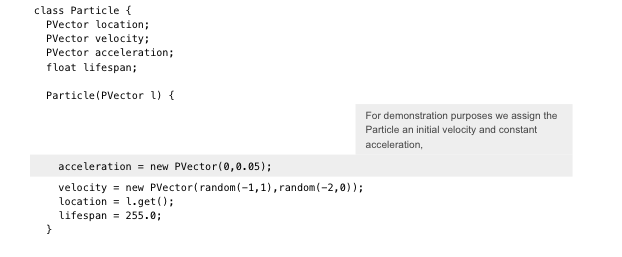 class Particle {
PVector location;
PVector velocity;
PVector acceleration;
float lifespan;
Particle(PVector l) {
For demonstration purposes we assign the
Particle an initial velocity and constant
acceleration,
acceleration = new PVector(0,0.05);
velocity = new PVector(random(-1,1),random(-2,0));
location = l.get();
lifespan = 255.0;
}